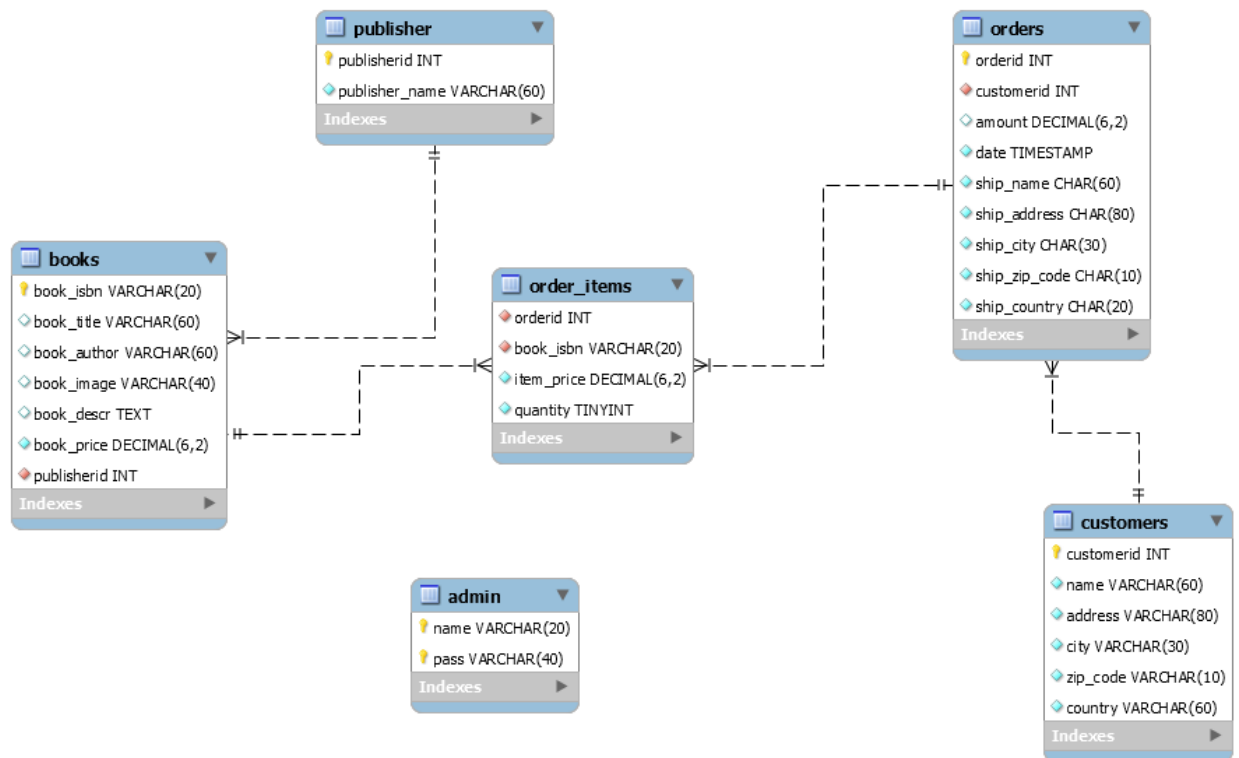 publisher
publisherid INT
publisher_name VARCHAR(60)
Indexes
orders
orderid INT
customerid INT
amount DECIMAL(6,2)
date TIMESTAMP
ship_name CHAR(60)
ship_address CHAR(80)
ship_city CHAR(30)
ship_zip_code CHAR(10)
ship_country CHAR(20)
Indexes
books
book_isbn VARCHAR(20)
book_title VARCHAR(60)
book_author VARCHAR(60)
book_image VARCHAR(40)
book_descr TEXT
book_price DECIMAL(6,2)
publisherid INT
Indexes
order_items
orderid INT
book_isbn VARCHAR(20)
item_price DECIMAL(6,2)
quantity TINYINT
Indexes
customers
customerid INT
name VARCHAR(60)
address VARCHAR(80)
city VARCHAR(30)
zip_code VARCHAR(10)
country VARCHAR(60)
Indexes
admin
name VARCHAR(20)
pass VARCHAR(40)
Indexes